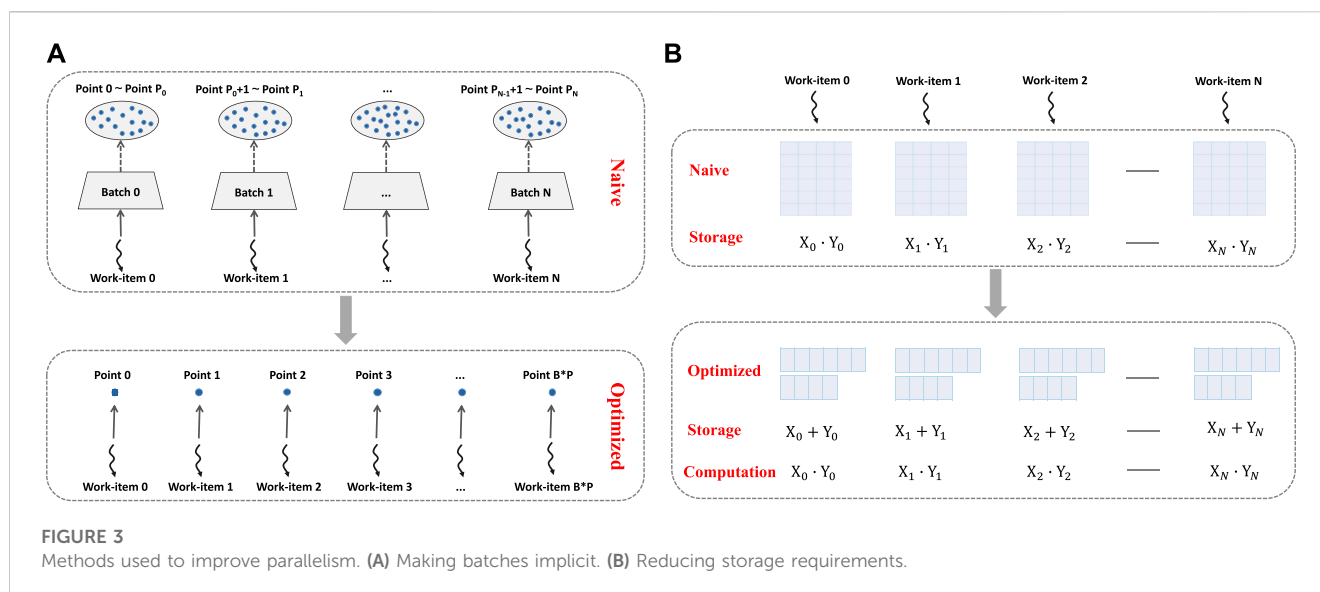 A
Point 0 ~ Point P₀ Point P₀+1 ~ Point P₁ ... Point Pₙ₋₁+1 ~ Point Pₙ
Batch 0 Batch 1 ... Batch N
Naive
Work-item 0 Work-item 1 ... Work-item N
Point 0 Point 1 Point 2 Point 3 ... Point B*P
Optimized
Work-item 0 Work-item 1 Work-item 2 Work-item 3 ... Work-item B*P
B
Work-item 0 Work-item 1 Work-item 2 Work-item N
Naive
Storage X₀ · Y₀ X₁ · Y₁ X₂ · Y₂ Xₙ · Yₙ
Optimized
Storage X₀ + Y₀ X₁ + Y₁ X₂ + Y₂ Xₙ + Yₙ
Computation X₀ · Y₀ X₁ · Y₁ X₂ · Y₂ Xₙ · Yₙ
FIGURE 3
Methods used to improve parallelism. (A) Making batches implicit. (B) Reducing storage requirements.